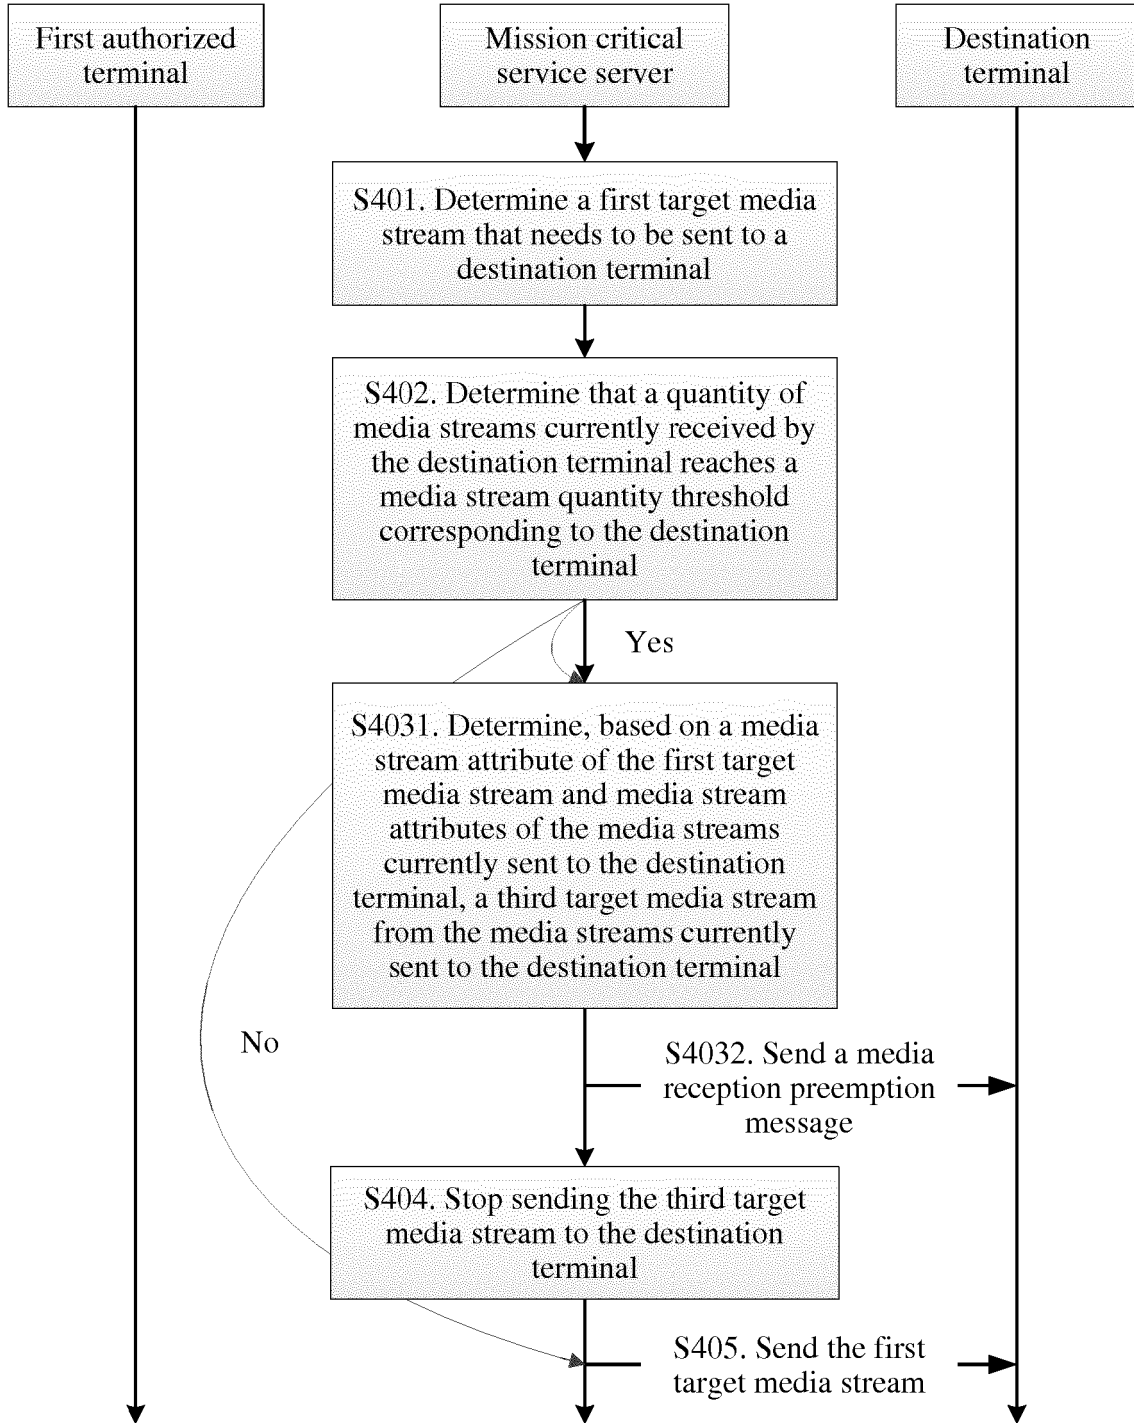 First authorized
terminal
Mission critical
service server
Destination
terminal
S401. Determine a first target media
stream that needs to be sent to a
destination terminal
S402. Determine that a quantity of
media streams currently received by
the destination terminal reaches a
media stream quantity threshold
corresponding to the destination
terminal
Yes
S4031. Determine, based on a media
stream attribute of the first target
media stream and media stream
attributes of the media streams
currently sent to the destination
terminal, a third target media stream
from the media streams currently
sent to the destination terminal
No
S4032. Send a media
reception preemption
message
S404. Stop sending the third target
media stream to the destination
terminal
S405. Send the first
target media stream